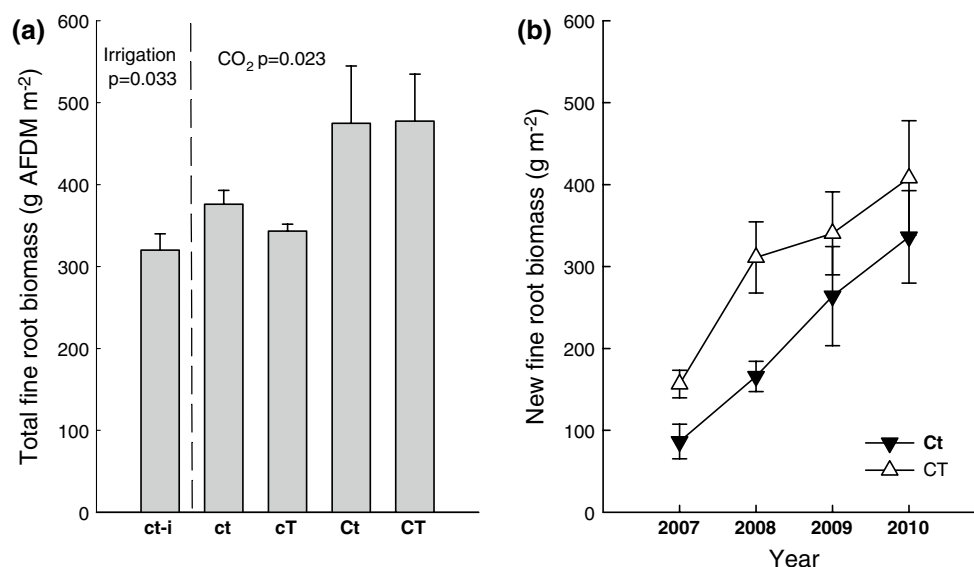 (a)
Total fine root biomass (g AFDM m-2)
600
500
400
300
200
100
0
Irrigation
p=0.033
CO2 p=0.023
ct-i ct cT Ct CT
(b)
New fine root biomass (g m-2)
600
500
400
300
200
100
0
Ct
CT
2007 2008 2009 2010
Year